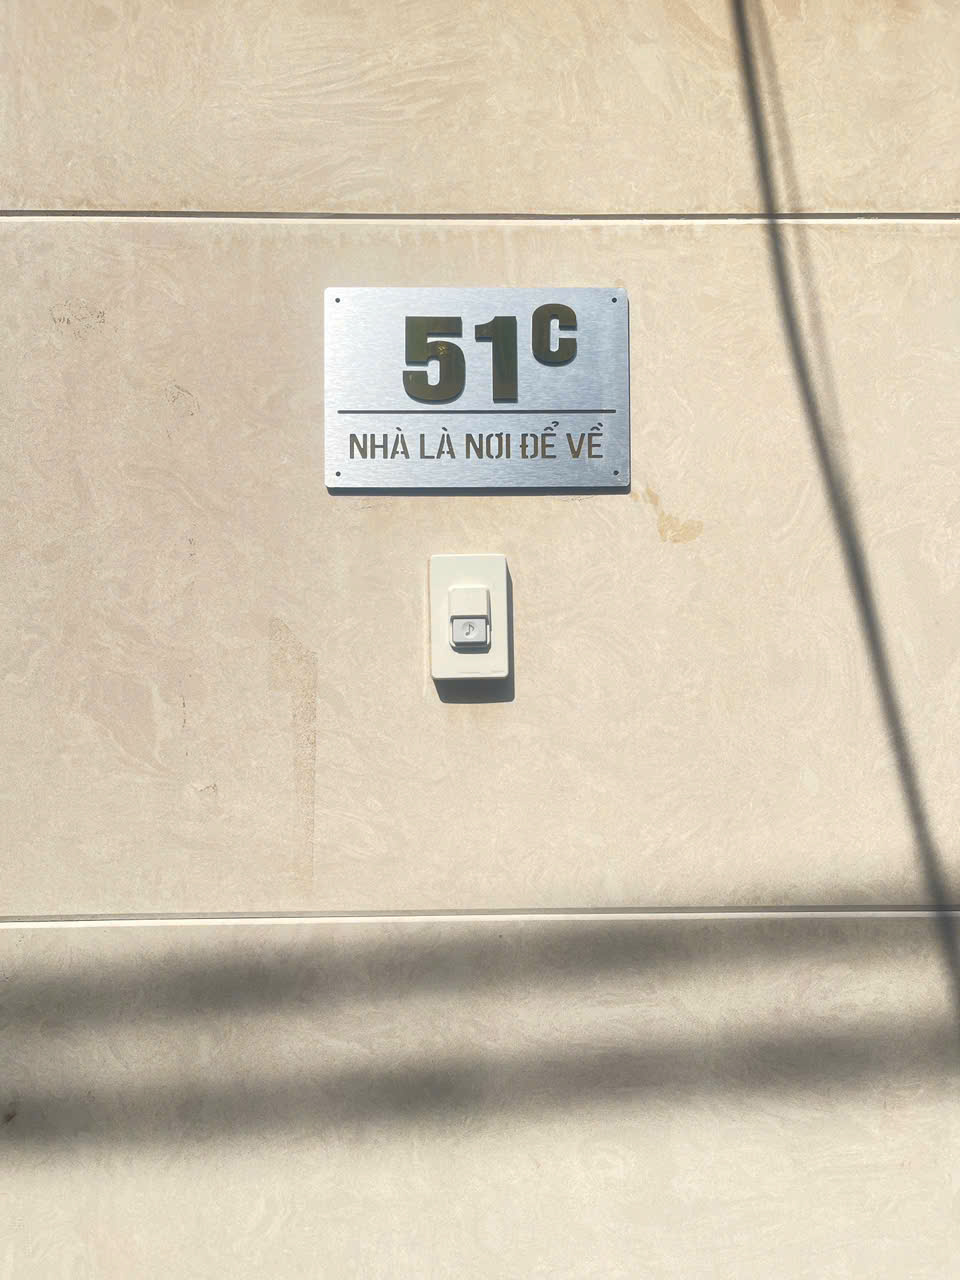 51C
NHÀ LÀ NƠI ĐỂ VỀ